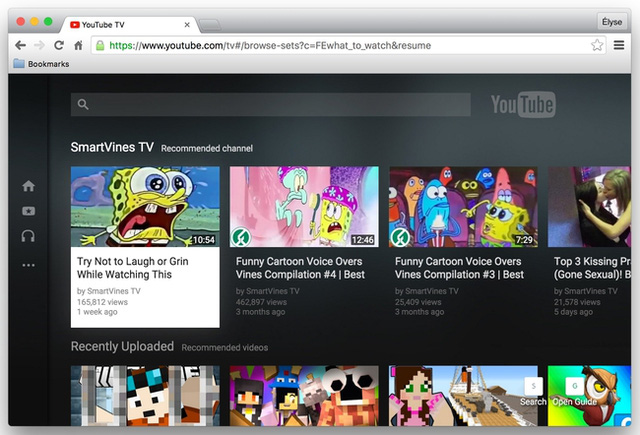 YouTube TV
Élyse
https://www.youtube.com/tv#/browse-sets?c=FEwhat_to_watch&resume
Bookmarks
YouTube
SmartVines TV Recommended channel
10:54
12:46
7:29
Try Not to Laugh or Grin
While Watching This
by SmartVines TV
165,812 views
1 week ago
Funny Cartoon Voice Overs
Vines Compilation #4 | Best
by SmartVines TV
462,897 views
3 months ago
Funny Cartoon Voice Overs
Vines Compilation #3 | Best
by SmartVines TV
25,409 views
3 months ago
Top 3 Kissing Pra
(Gone Sexual)! B
by SmartVines TV
21,578 views
5 days ago
Recently Uploaded Recommended videos
S
G
Search
Open Guide